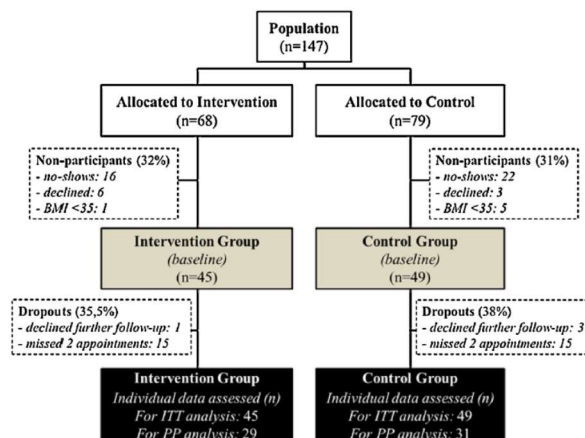 Population
(n=147)
Allocated to Intervention
(n=68)
Allocated to Control
(n=79)
Non-participants (32%)
- no-shows: 16
- declined: 6
- BMI <35: 1
Non-participants (31%)
- no-shows: 22
- declined: 3
- BMI <35: 5
Intervention Group
(baseline)
(n=45)
Control Group
(baseline)
(n=49)
Dropouts (35,5%)
- declined further follow-up: 1
- missed 2 appointments: 15
Dropouts (38%)
- declined further follow-up: 3
- missed 2 appointments: 15
Intervention Group
Individual data assessed (n)
For ITT analysis: 45
For PP analysis: 29
Control Group
Individual data assessed (n)
For ITT analysis: 49
For PP analysis: 31